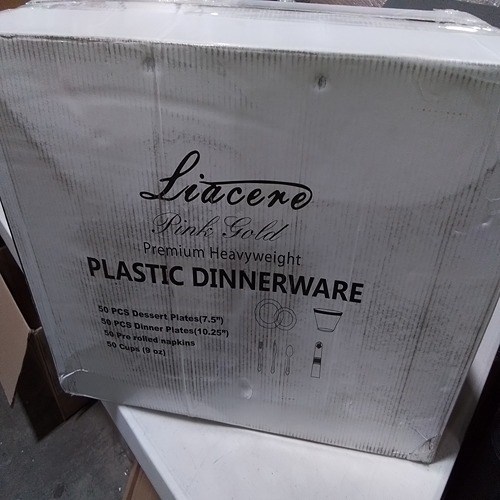 Liacere
Pink Gold
Premium Heavyweight
PLASTIC DINNERWARE
50 PCS Dessert Plates(7.5")
50 PCS Dinner Plates(10.25")
50 Pre rolled napkins
50 Cups (9 oz)